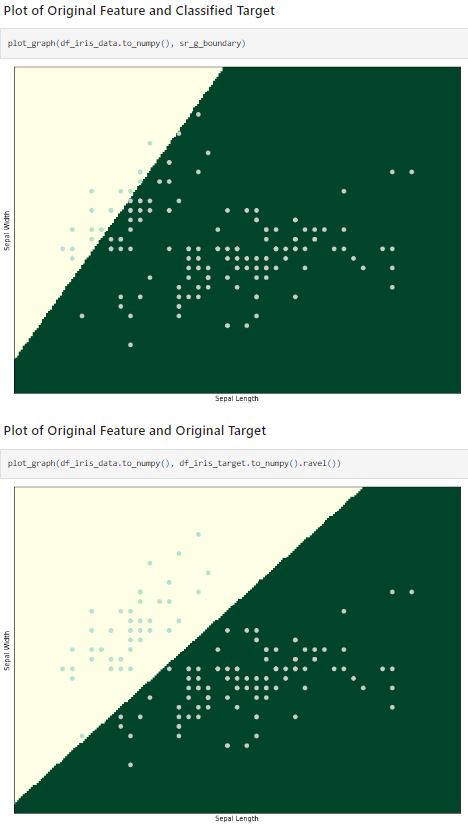 Plot of Original Feature and Classified Target
plot_graph(df_iris_data.to_numpy(), sr_g_boundary)
Sepal Width
Sepal Length
Plot of Original Feature and Original Target
plot_graph(df_iris_data.to_numpy(), df_iris_target.to_numpy().ravel())
Sepal Width
Sepal Length